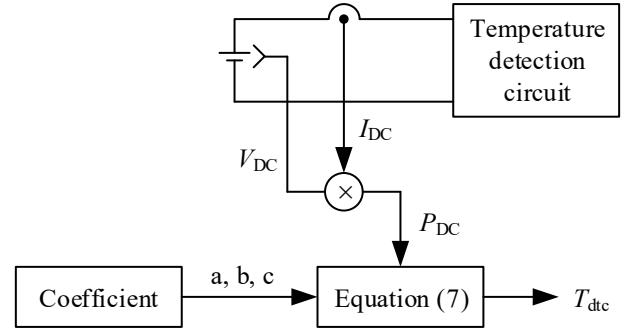 Temperature
detection
circuit
I_DC
V_DC
×
P_DC
a, b, c
Coefficient
Equation (7)
T_dtc